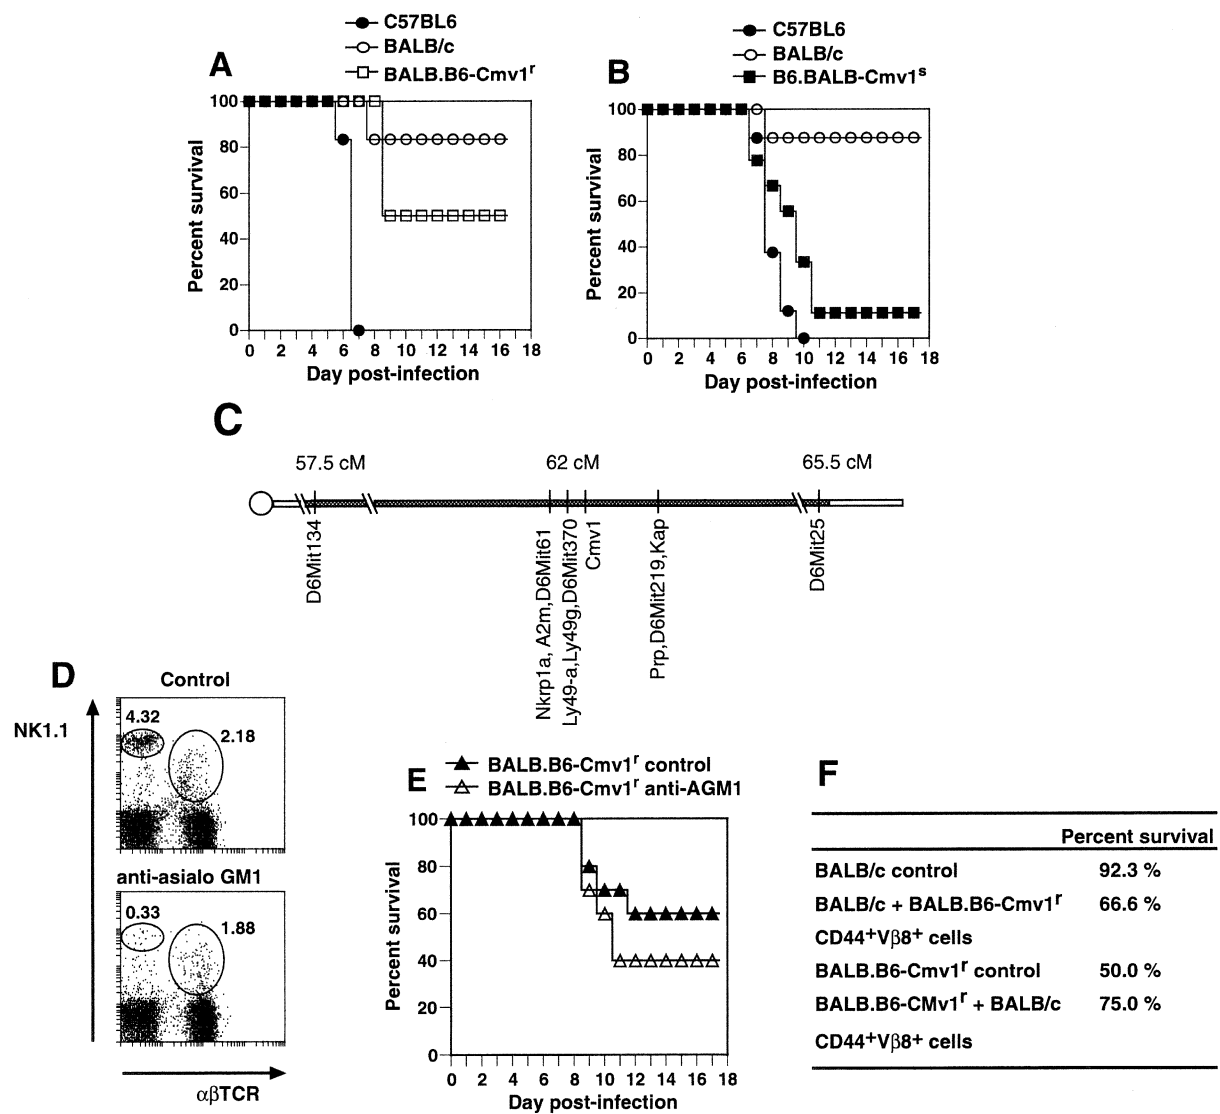 A
C57BL6
BALB/c
BALB.B6-Cmv1r
Percent survival
100
80
60
40
20
0
0 2 4 6 8 10 12 14 16 18
Day post-infection
B
C57BL6
BALB/c
B6.BALB-Cmv1s
Percent survival
100
80
60
40
20
0
0 2 4 6 8 10 12 14 16 18
Day post-infection
C
57.5 cM 62 cM 65.5 cM
D6Mit134
Nkrp1a, A2m,D6Mit61
Ly49-a,Ly49g,D6Mit370
Cmv1
Prp,D6Mit219,Kap
D6Mit25
D
Control
NK1.1
4.32
2.18
anti-asialo GM1
0.33
1.88
αβTCR
E
BALB.B6-Cmv1r control
BALB.B6-Cmv1r anti-AGM1
Percent survival
100
80
60
40
20
0
0 2 4 6 8 10 12 14 16 18
Day post-infection
F
Percent survival
BALB/c control 92.3 %
BALB/c + BALB.B6-Cmv1r 66.6 %
CD44+Vβ8+ cells
BALB.B6-Cmv1r control 50.0 %
BALB.B6-CMv1r + BALB/c 75.0 %
CD44+Vβ8+ cells